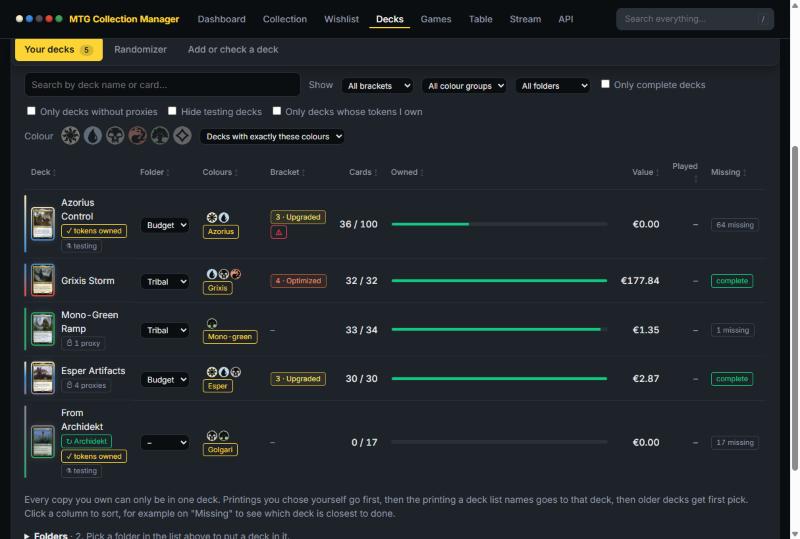 MTG Collection Manager Dashboard Collection Wishlist Decks Games Table Stream API Search everything... /
Your decks 5 Randomizer Add or check a deck
Search by deck name or card... Show All brackets All colour groups All folders Only complete decks
Only decks without proxies Hide testing decks Only decks whose tokens I own
Colour Decks with exactly these colours
Deck Folder Colours Bracket Cards Owned Value Played Missing
Azorius Control
✓ tokens owned
testing
Budget
Azorius
3 · Upgraded
⚠
36 / 100
€0.00
–
64 missing
Grixis Storm
Tribal
Grixis
4 · Optimized
32 / 32
€177.84
–
complete
Mono-Green Ramp
1 proxy
Tribal
Mono-green
–
33 / 34
€1.35
–
1 missing
Esper Artifacts
4 proxies
Budget
Esper
3 · Upgraded
30 / 30
€2.87
–
complete
From Archidekt
↻ Archidekt
✓ tokens owned
testing
–
Golgari
–
0 / 17
€0.00
–
17 missing
Every copy you own can only be in one deck. Printings you chose yourself go first, then the printing a deck list names goes to that deck, then older decks get first pick.
Click a column to sort, for example on "Missing" to see which deck is closest to done.
▸ Folders · 2. Pick a folder in the list above to put a deck in it.